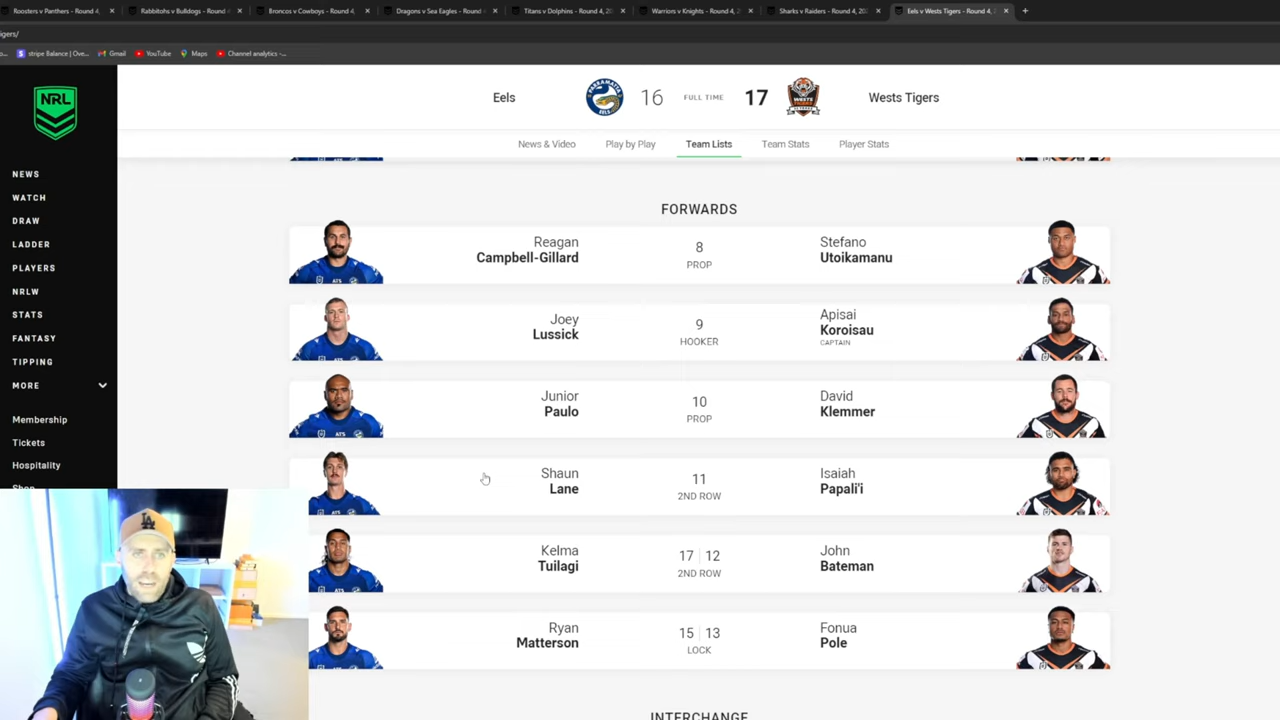 Roosters v Panthers - Round 4,
Rabbitohs v Bulldogs - Round 4,
Broncos v Cowboys - Round 4,
Dragons v Sea Eagles - Round 4
Titans v Dolphins - Round 4, 20
Warriors v Knights - Round 4, 2
Sharks v Raiders - Round 4, 202
Eels v Wests Tigers - Round 4, 2
igers/
stripe Balance | Ove...
Gmail
YouTube
Maps
Channel analytics -...
NRL
Eels
16
FULL TIME
17
Wests Tigers
News & Video
Play by Play
Team Lists
Team Stats
Player Stats
NEWS
WATCH
DRAW
LADDER
PLAYERS
NRLW
STATS
FANTASY
TIPPING
MORE
Membership
Tickets
Hospitality
FORWARDS
Reagan
Campbell-Gillard
8
PROP
Stefano
Utoikamanu
Joey
Lussick
9
HOOKER
Apisai
Koroisau
CAPTAIN
Junior
Paulo
10
PROP
David
Klemmer
Shaun
Lane
11
2ND ROW
Isaiah
Papali'i
Kelma
Tuilagi
17 | 12
2ND ROW
John
Bateman
Ryan
Matterson
15 | 13
LOCK
Fonua
Pole
INTERCHANGE